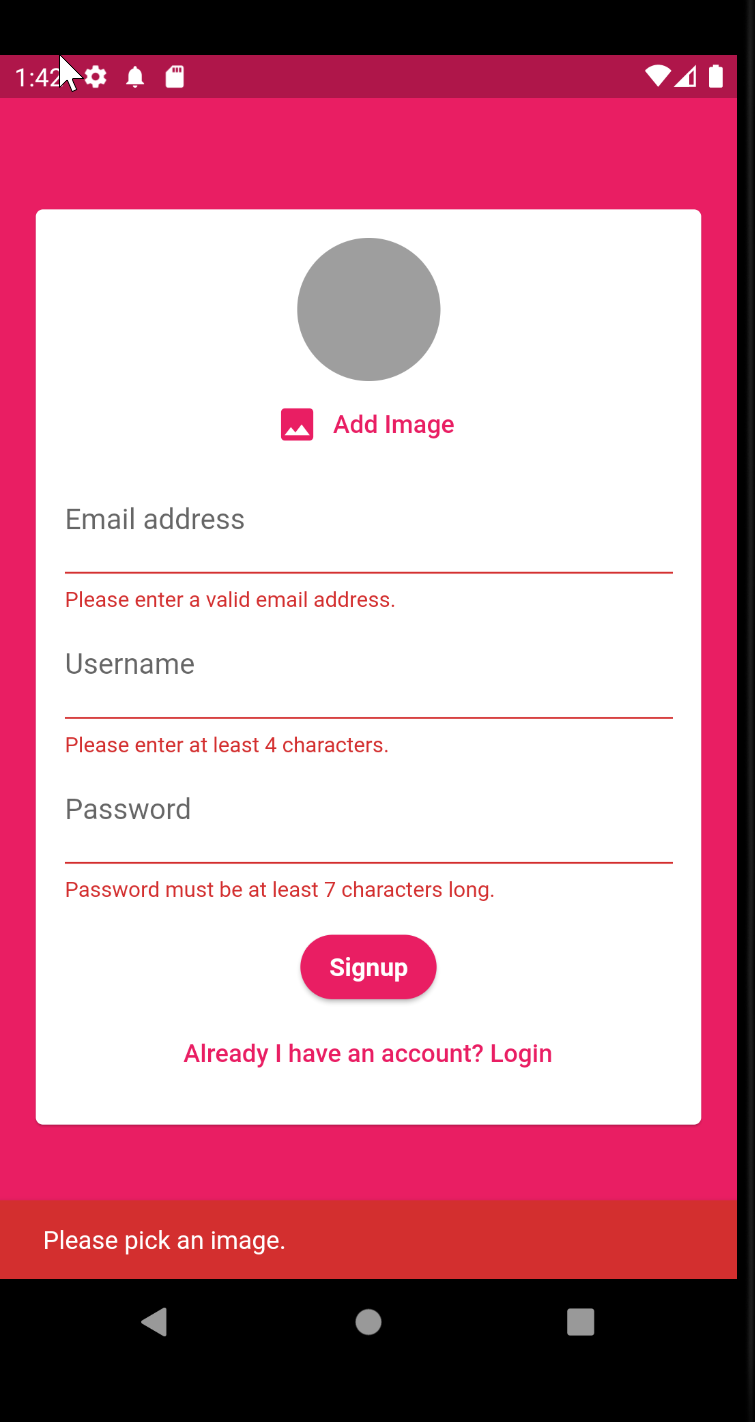 1:42
Add Image
Email address
Please enter a valid email address.
Username
Please enter at least 4 characters.
Password
Password must be at least 7 characters long.
Signup
Already I have an account? Login
Please pick an image.